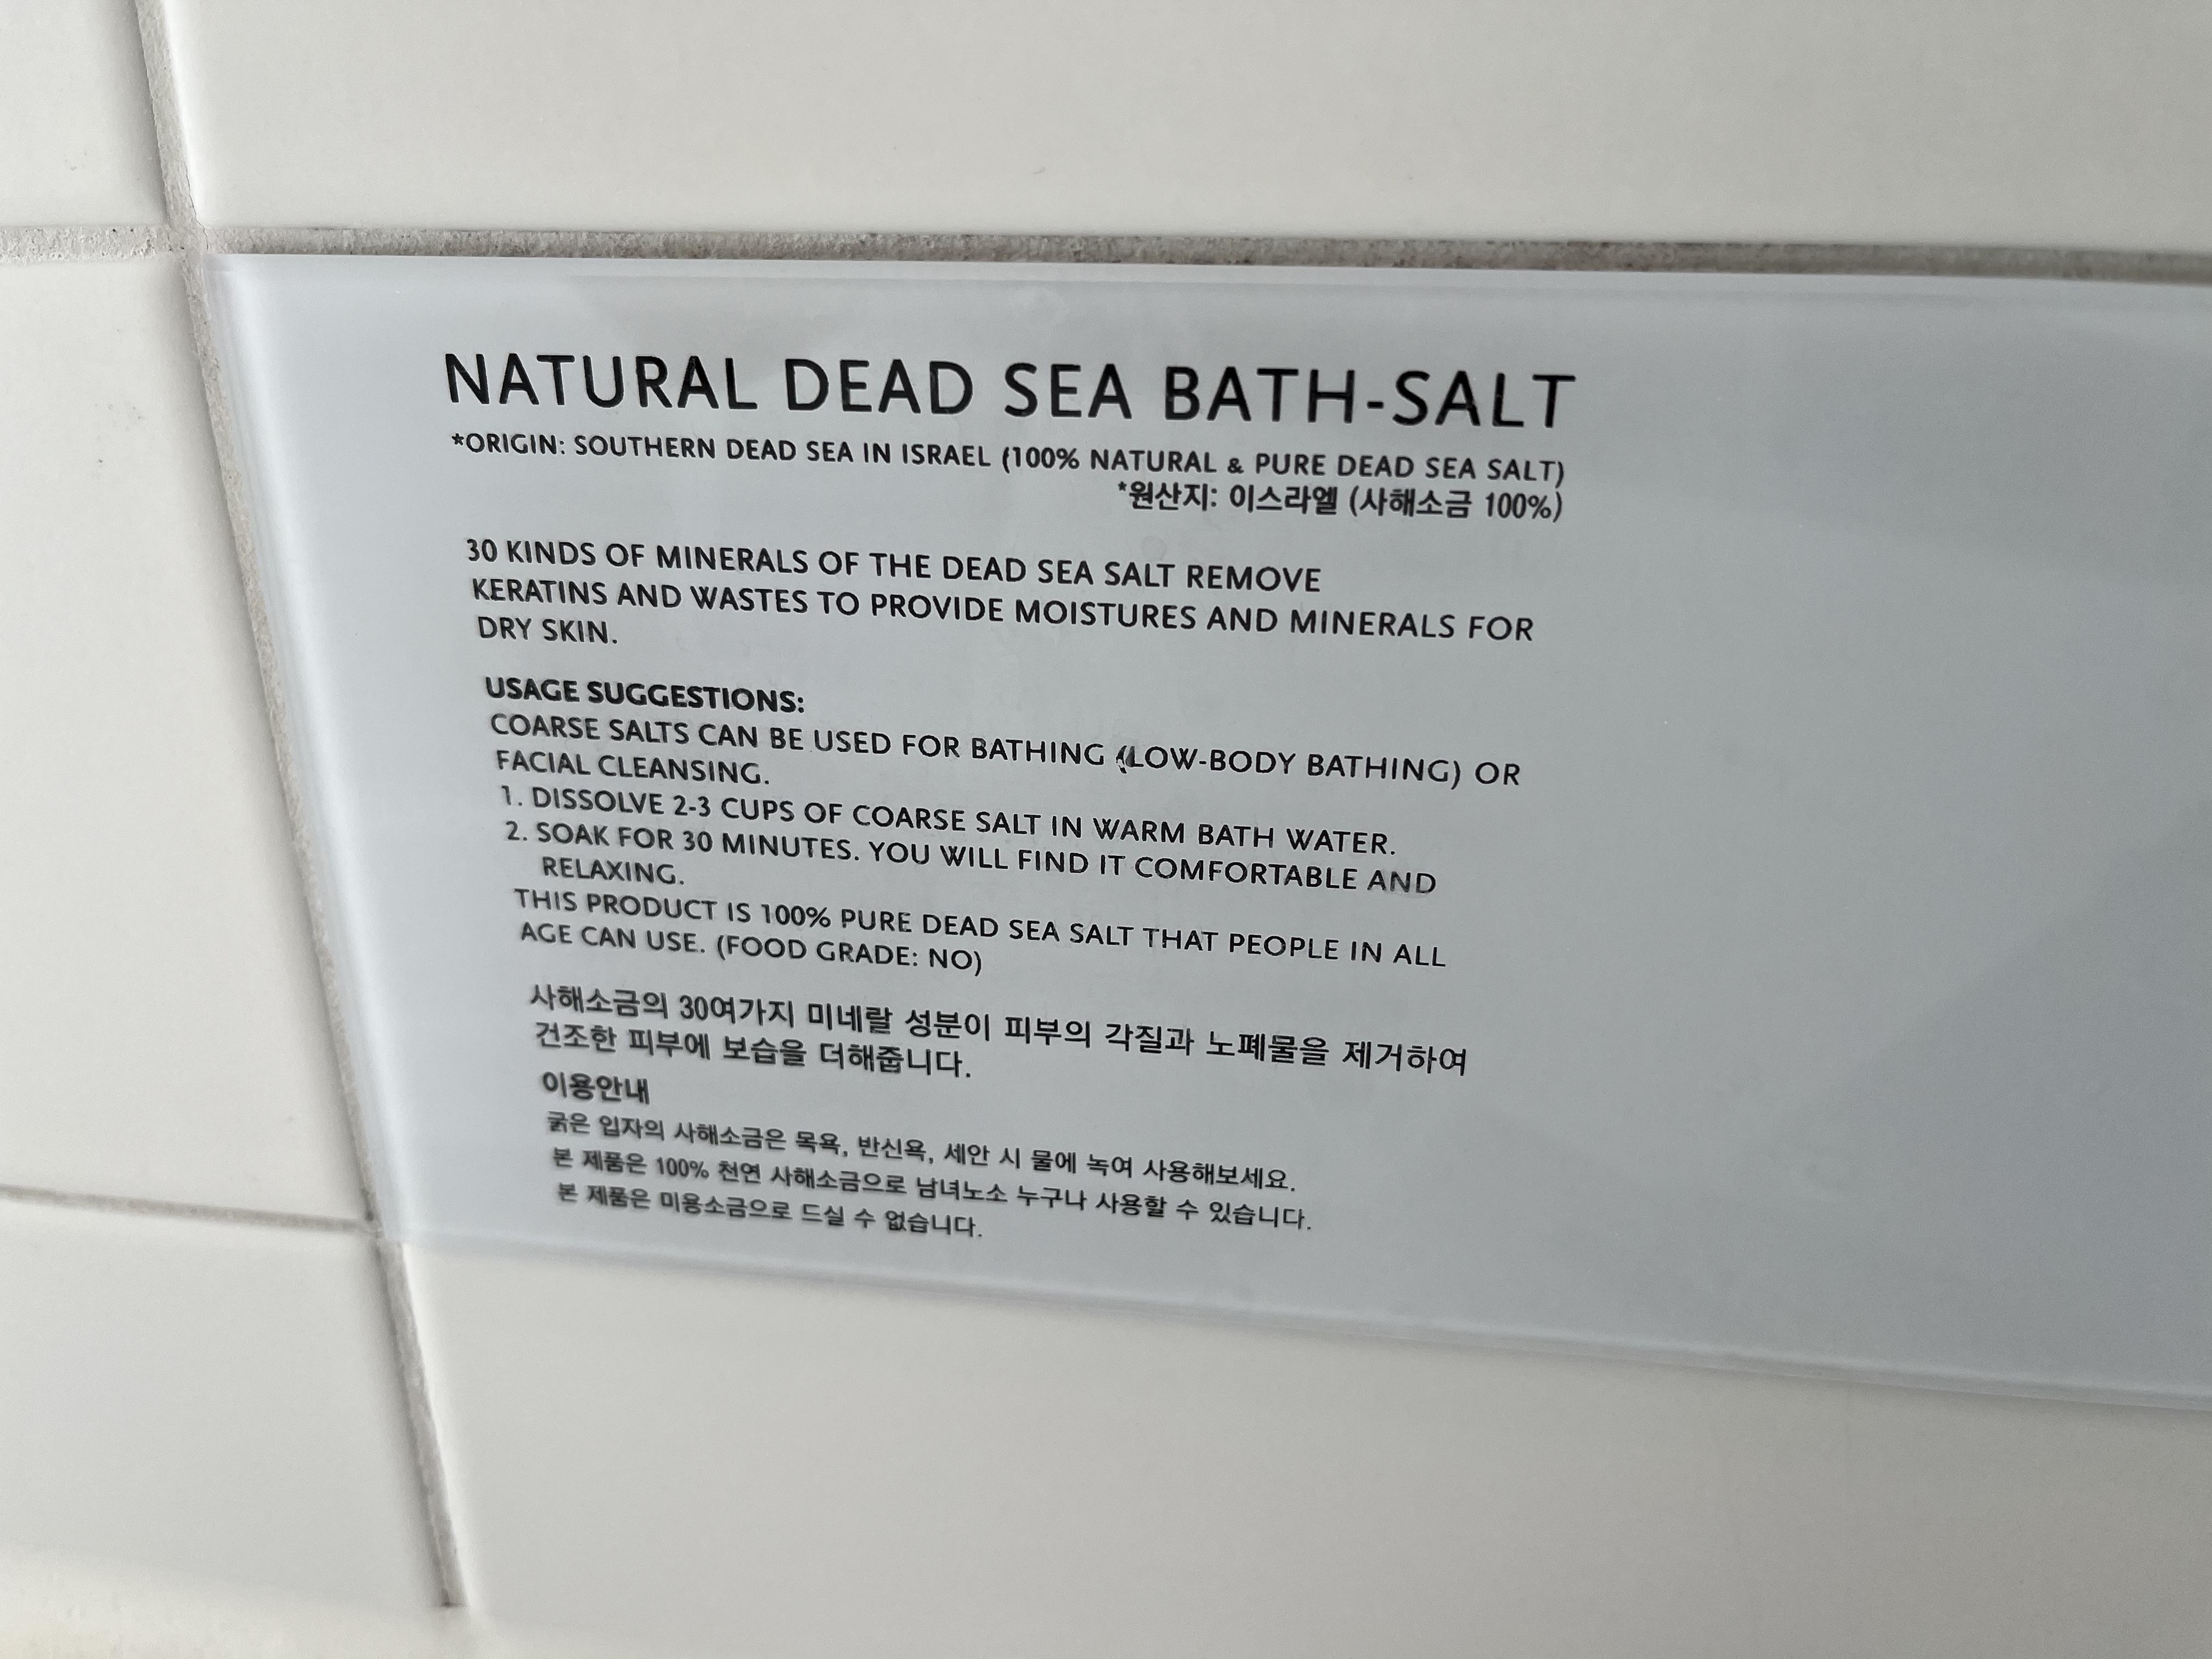 NATURAL DEAD SEA BATH-SALT
*ORIGIN: SOUTHERN DEAD SEA IN ISRAEL (100% NATURAL & PURE DEAD SEA SALT)
*원산지: 이스라엘 (사해소금 100%)
30 KINDS OF MINERALS OF THE DEAD SEA SALT REMOVE
KERATINS AND WASTES TO PROVIDE MOISTURES AND MINERALS FOR
DRY SKIN.
USAGE SUGGESTIONS:
COARSE SALTS CAN BE USED FOR BATHING (LOW-BODY BATHING) OR
FACIAL CLEANSING.
1. DISSOLVE 2-3 CUPS OF COARSE SALT IN WARM BATH WATER.
2. SOAK FOR 30 MINUTES. YOU WILL FIND IT COMFORTABLE AND
RELAXING.
THIS PRODUCT IS 100% PURE DEAD SEA SALT THAT PEOPLE IN ALL
AGE CAN USE. (FOOD GRADE: NO)
사해소금의 30여가지 미네랄 성분이 피부의 각질과 노폐물을 제거하여
건조한 피부에 보습을 더해줍니다.
이용안내
굵은 입자의 사해소금은 목욕, 반신욕, 세안 시 물에 녹여 사용해보세요.
본 제품은 100% 천연 사해소금으로 남녀노소 누구나 사용할 수 있습니다.
본 제품은 미용소금으로 드실 수 없습니다.